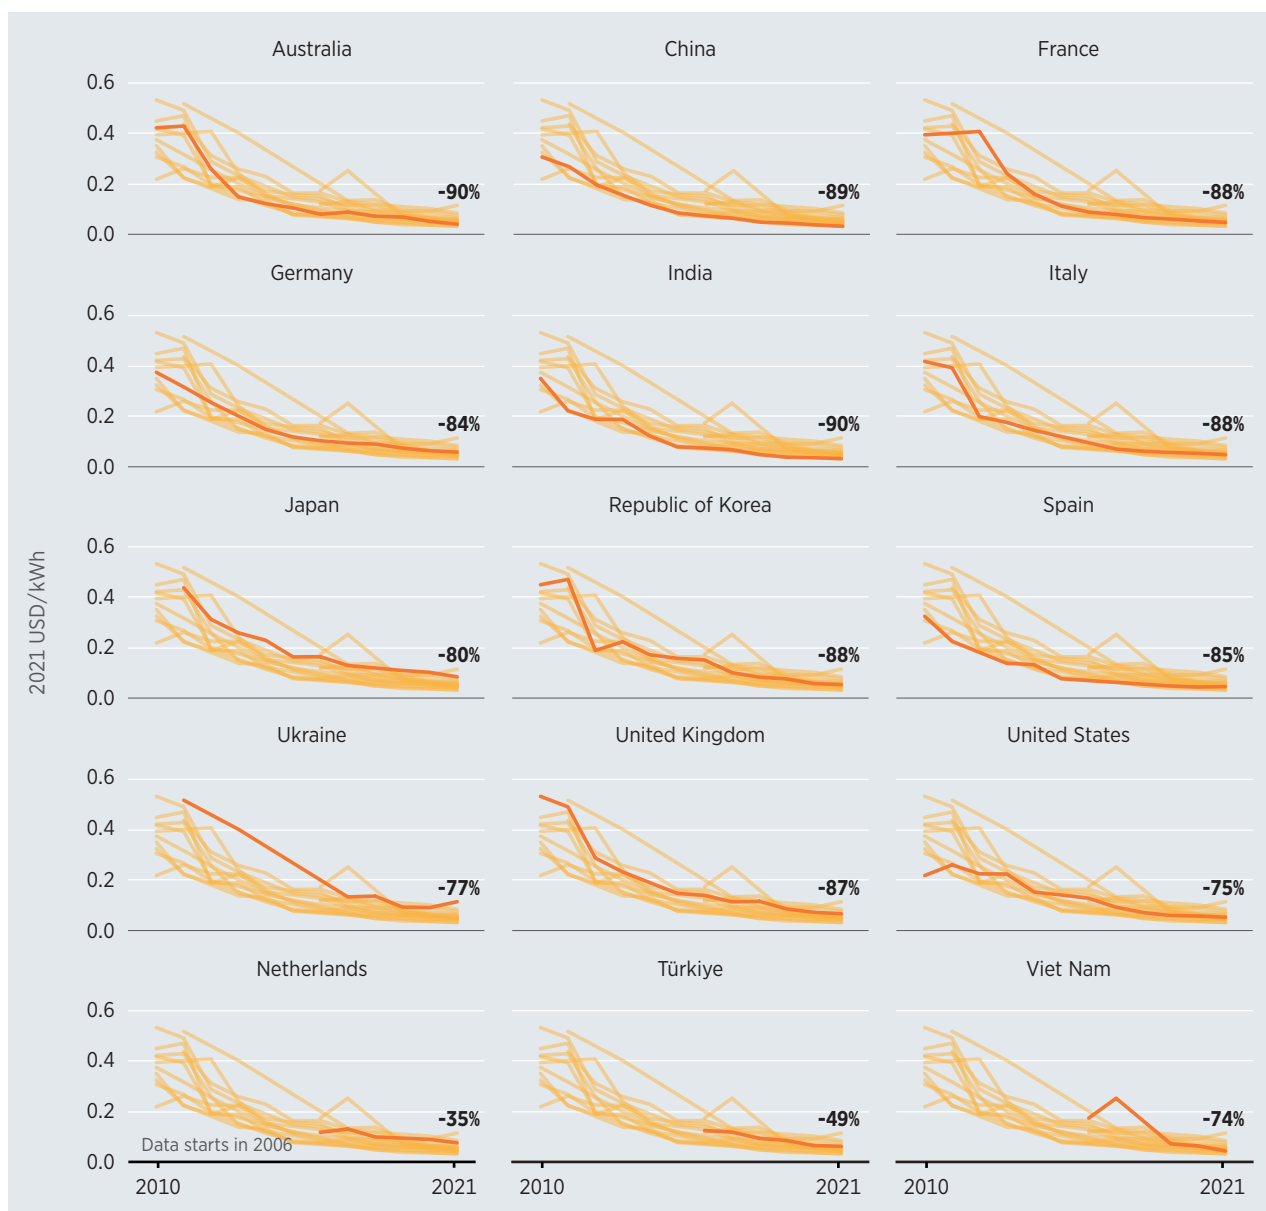 Australia
China
France
0.6
0.4
0.2
0.0
-90%
-89%
-88%
Germany
India
Italy
0.6
0.4
0.2
0.0
-84%
-90%
-88%
Japan
Republic of Korea
Spain
0.6
0.4
0.2
0.0
-80%
-88%
-85%
2021 USD/kWh
Ukraine
United Kingdom
United States
0.6
0.4
0.2
0.0
-77%
-87%
-75%
Netherlands
Türkiye
Viet Nam
0.6
0.4
0.2
0.0
-35%
-49%
-74%
Data starts in 2006
2010
2021
2010
2021
2010
2021